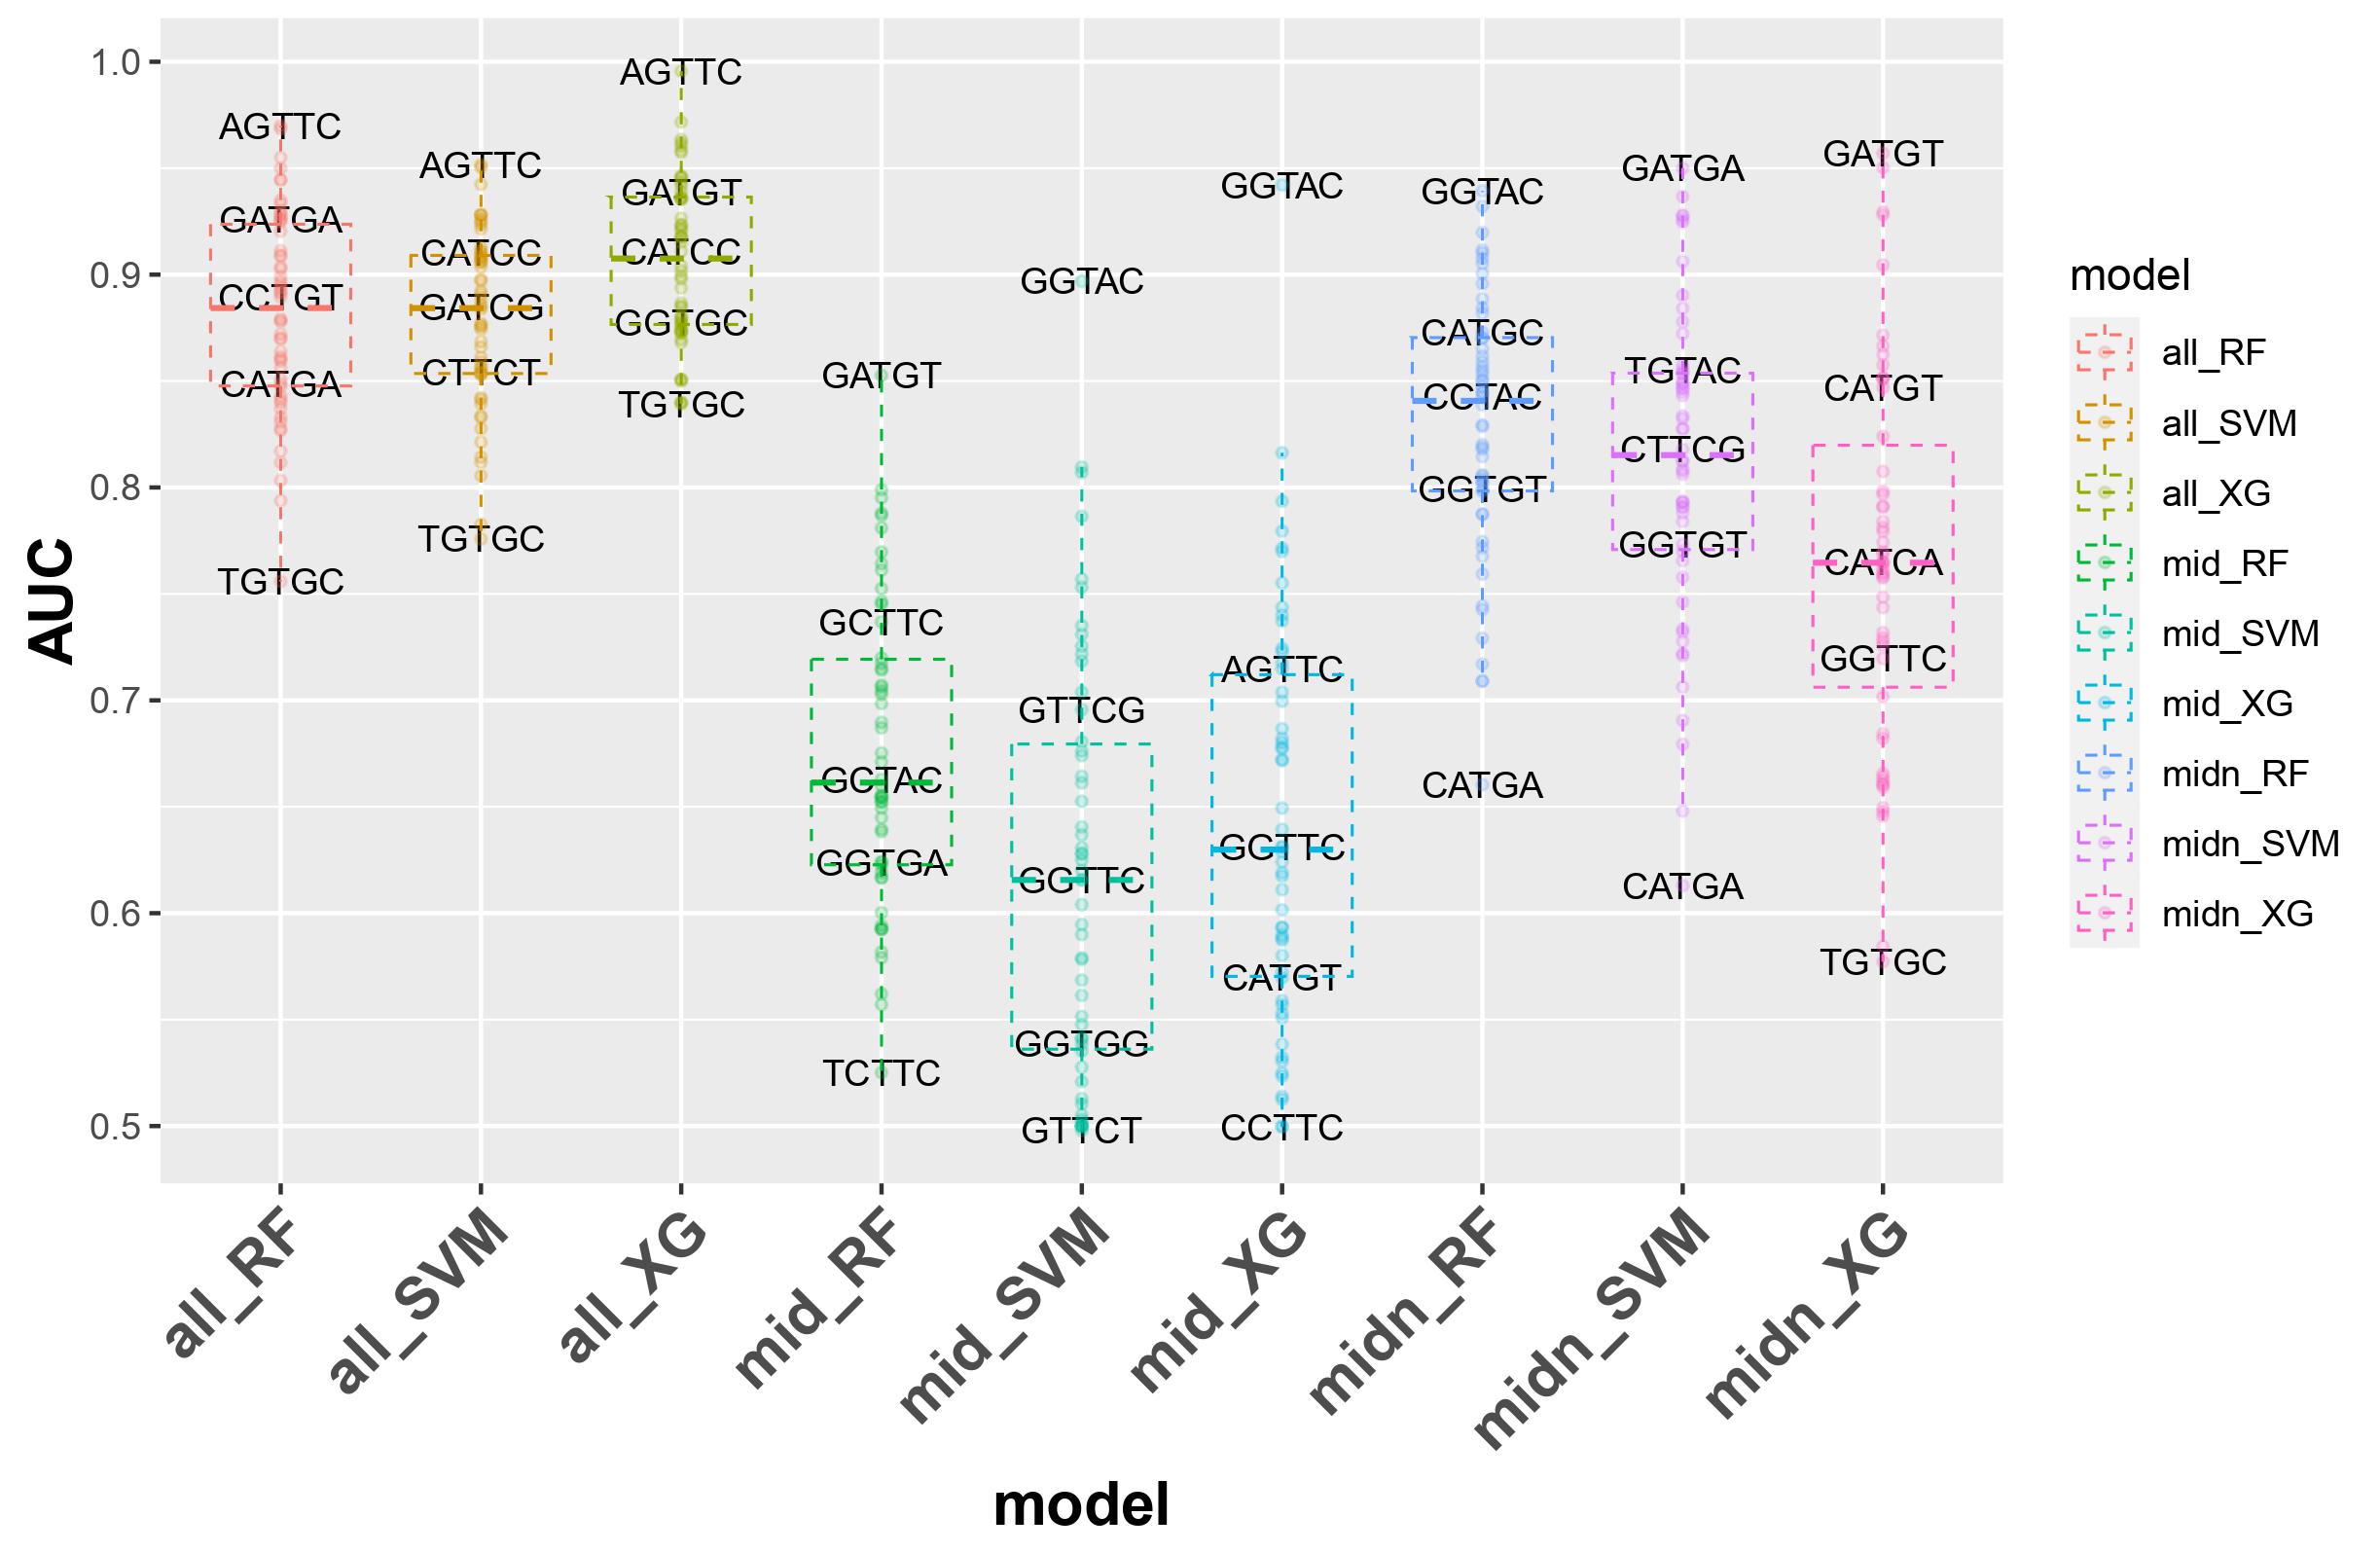 AUC
1.0
0.9
0.8
0.7
0.6
0.5
AGTTC
GATGA
CCTGT
CATGA
TGTGC
AGTTC
CATCC
GATCG
CTTCT
TGTGC
AGTTC
GATGT
CATCC
GGTGC
TGTGC
GATGT
GCTTC
GCTAC
GGTGA
TCTTC
GGTAC
GTTCG
GGTTC
GGTGG
GTTCT
GGTAC
AGTTC
GGTTC
CATGT
CCTTC
GGTAC
CATGC
CCTAC
GGTGT
CATGA
GATGA
TGTAC
CTTCG
GGTGT
CATGA
GATGT
CATGT
CATCA
GGTTC
TGTGC
all_RF
all_SVM
all_XG
mid_RF
mid_SVM
mid_XG
midn_RF
midn_SVM
midn_XG
model
model
all_RF
all_SVM
all_XG
mid_RF
mid_SVM
mid_XG
midn_RF
midn_SVM
midn_XG